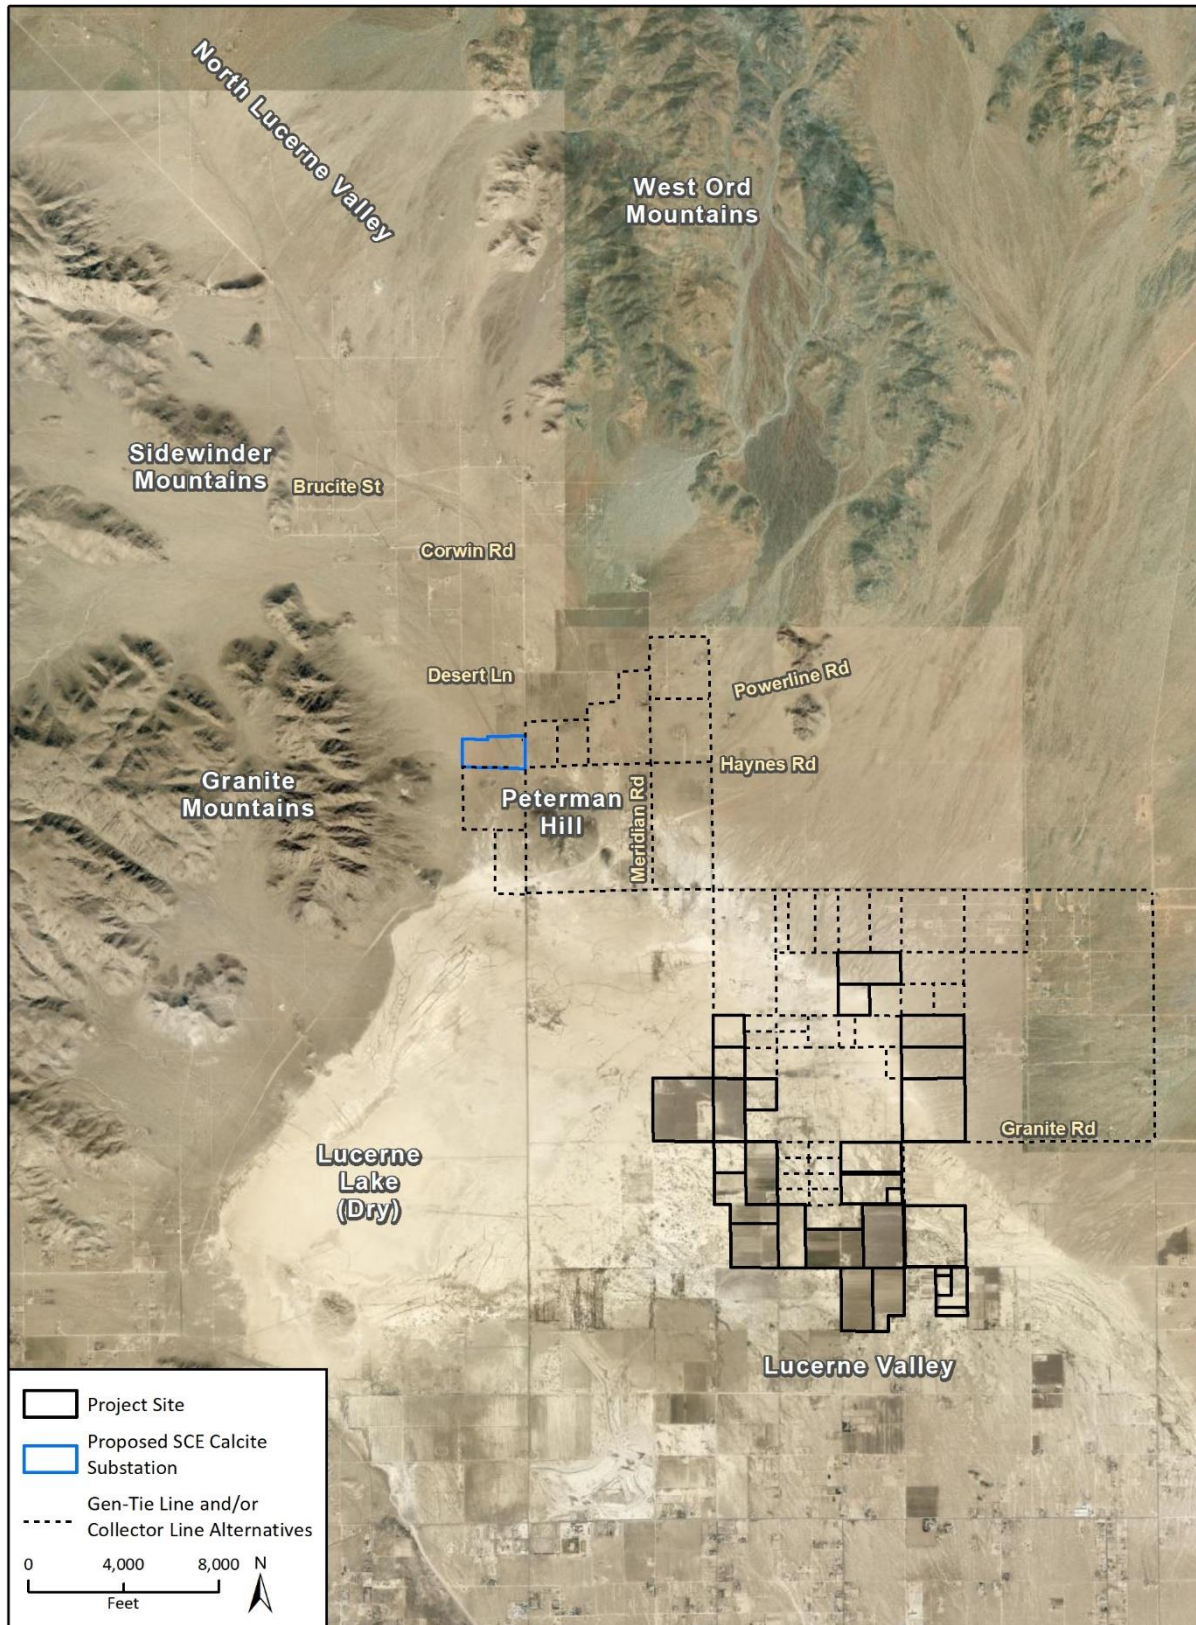 North Lucerne Valley
West Ord
Mountains
Sidewinder
Mountains
Brucite St
Corwin Rd
Desert Ln
Powerline Rd
Granite
Mountains
Haynes Rd
Peterman
Hill
Meridian Rd
Granite Rd
Lucerne
Lake
(Dry)
Lucerne Valley
Project Site
Proposed SCE Calcite
Substation
Gen-Tie Line and/or
Collector Line Alternatives
0 4,000 8,000 N
Feet